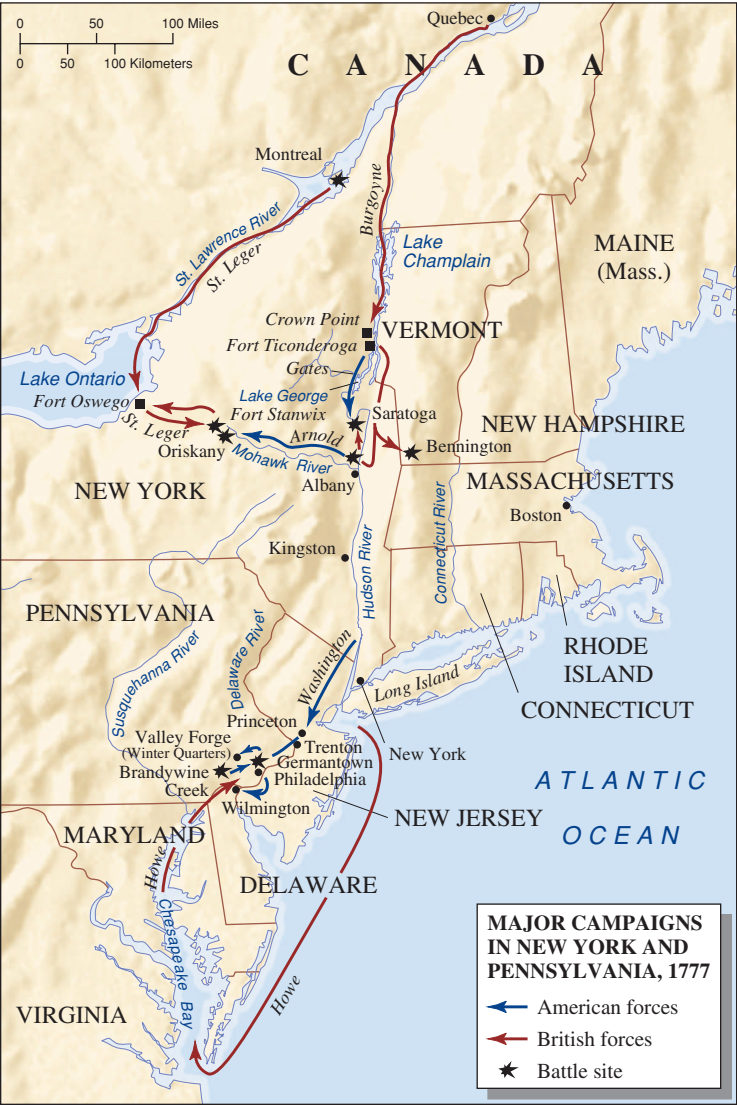 0 50 100 Miles
0 50 100 Kilometers
Quebec
C A N A D A
Montreal
Burgoyne
St. Lawrence River
St. Leger
Lake
Champlain
MAINE
(Mass.)
Crown Point
VERMONT
Fort Ticonderoga
Gates
Lake Ontario
Lake George
Fort Oswego
Fort Stanwix
Saratoga
St. Leger
Arnold
NEW HAMPSHIRE
Oriskany
Mohawk River
Bennington
Albany
MASSACHUSETTS
NEW YORK
Boston
Connecticut River
Kingston
Hudson River
PENNSYLVANIA
Susquehanna River
Delaware River
Washington
RHODE
ISLAND
Long Island
CONNECTICUT
Princeton
Valley Forge
(Winter Quarters)
Trenton
New York
Germantown
Brandywine
Creek
Philadelphia
Wilmington
ATLANTIC
OCEAN
NEW JERSEY
MARYLAND
Howe
DELAWARE
Chesapeake Bay
Howe
VIRGINIA
MAJOR CAMPAIGNS
IN NEW YORK AND
PENNSYLVANIA, 1777
American forces
British forces
Battle site